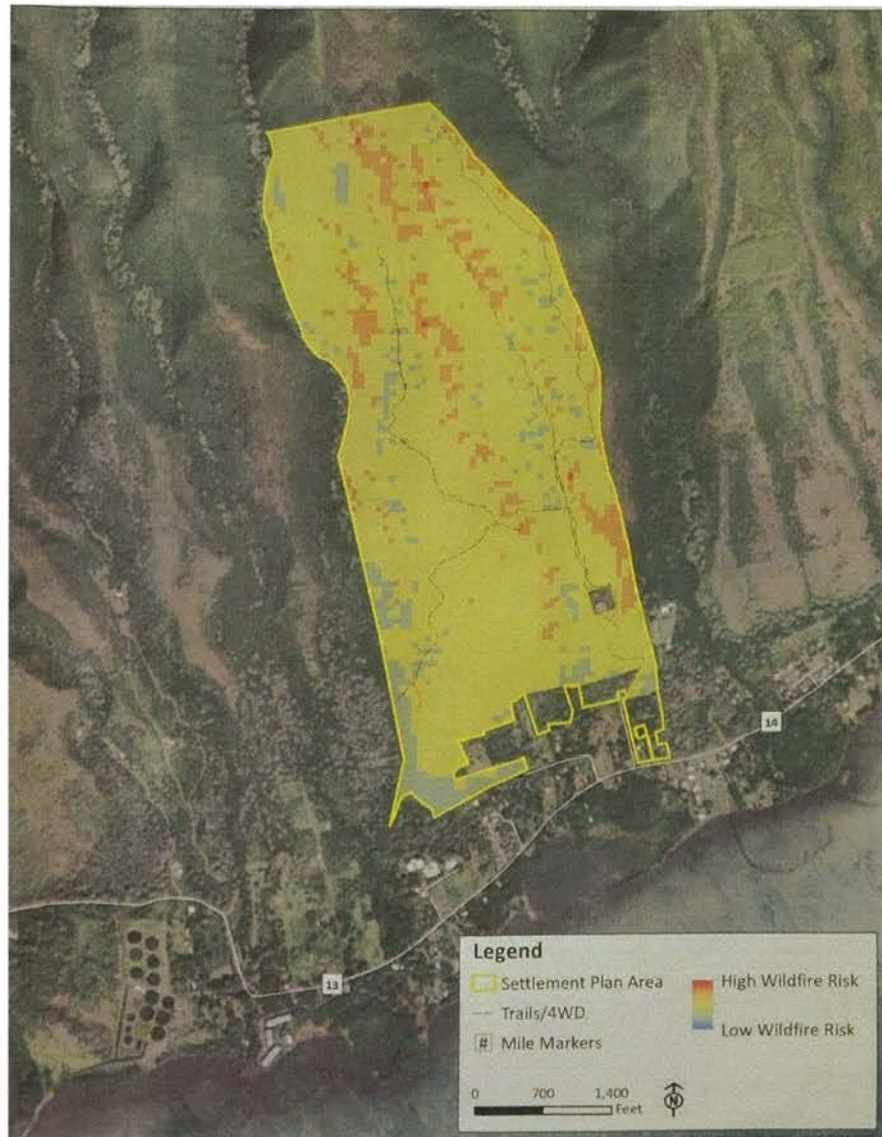 14
13
Legend
Settlement Plan Area
Trails/4WD
# Mile Markers
High Wildfire Risk
Low Wildfire Risk
0 700 1,400
Feet
N